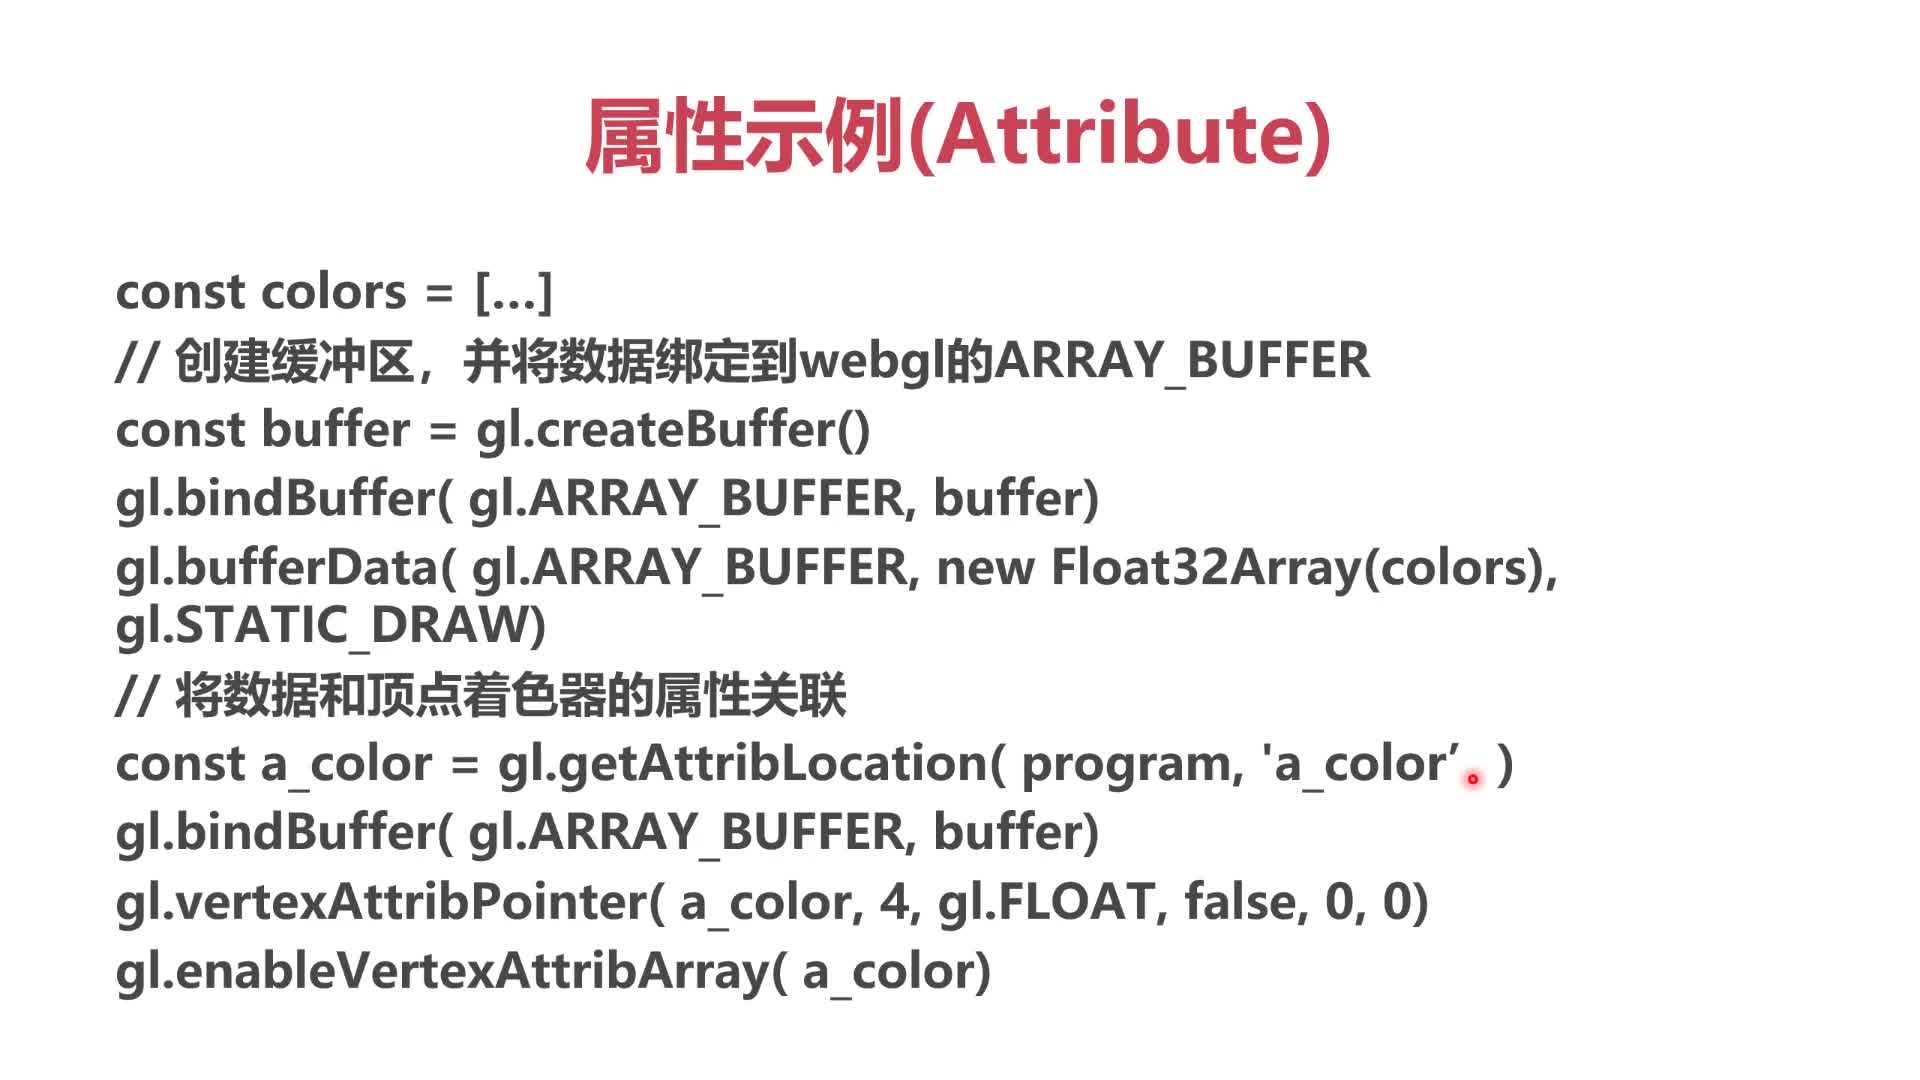 属性示例(Attribute)
const colors = [...]
// 创建缓冲区，并将数据绑定到webgl的ARRAY_BUFFER
const buffer = gl.createBuffer()
gl.bindBuffer( gl.ARRAY_BUFFER, buffer)
gl.bufferData( gl.ARRAY_BUFFER, new Float32Array(colors),
gl.STATIC_DRAW)
// 将数据和顶点着色器的属性关联
const a_color = gl.getAttribLocation( program, 'a_color’ )
gl.bindBuffer( gl.ARRAY_BUFFER, buffer)
gl.vertexAttribPointer( a_color, 4, gl.FLOAT, false, 0, 0)
gl.enableVertexAttribArray( a_color)